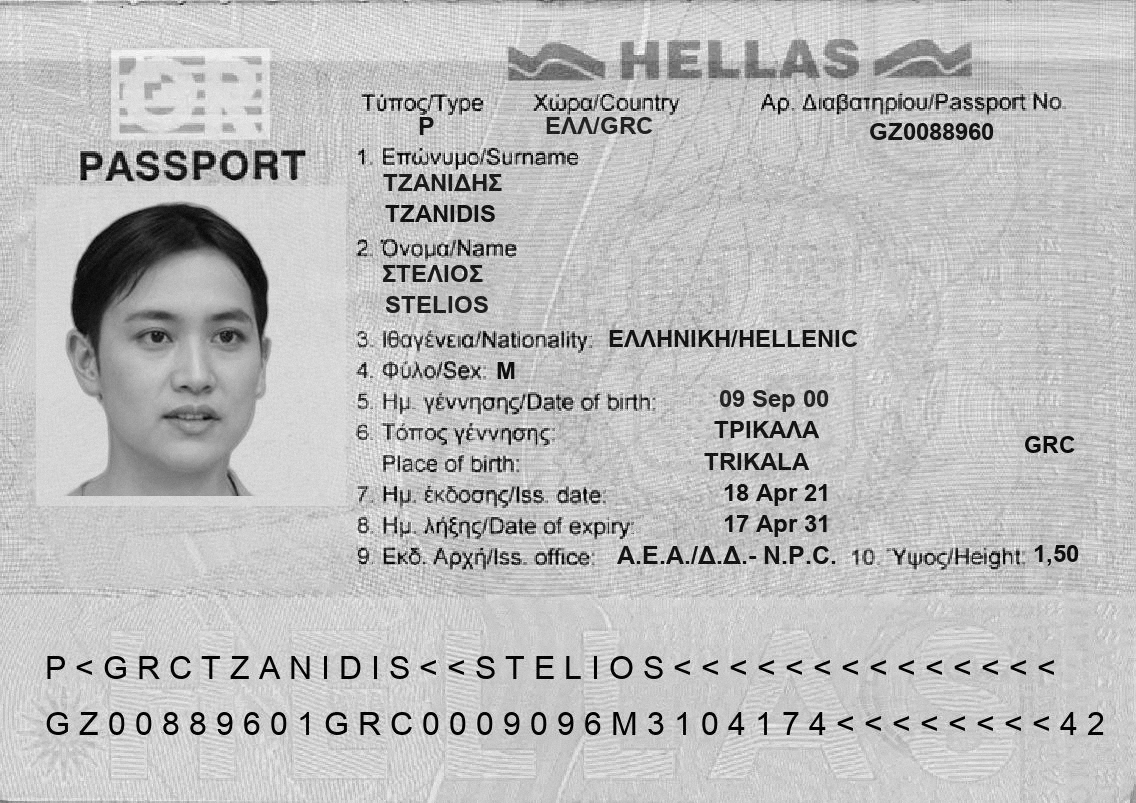 GR
HELLAS
PASSPORT
Τύπος/Type Χώρα/Country Αρ. Διαβατηρίου/Passport No.
P ΕΛΛ/GRC GZ0088960
1. Επώνυμο/Surname
ΤΖΑΝΙΔΗΣ
TZANIDIS
2. Όνομα/Name
ΣΤΕΛΙΟΣ
STELIOS
3. Ιθαγένεια/Nationality: ΕΛΛΗΝΙΚΗ/HELLENIC
4. Φύλο/Sex: M
5. Ημ. γέννησης/Date of birth: 09 Sep 00
6. Τόπος γέννησης: ΤΡΙΚΑΛΑ
GRC
Place of birth: TRIKALA
7. Ημ. έκδοσης/Iss. date: 18 Apr 21
8. Ημ. λήξης/Date of expiry: 17 Apr 31
9 Εκδ. Αρχή/Iss. office: Α.Ε.Α./Δ.Δ.- N.P.C. 10. Ύψος/Height: 1,50
HELLAS
P<GRCTZANIDIS<<STELIOS<<<<<<<<<<<<<<
GZ00889601GRC0009096M3104174<<<<<<<<42